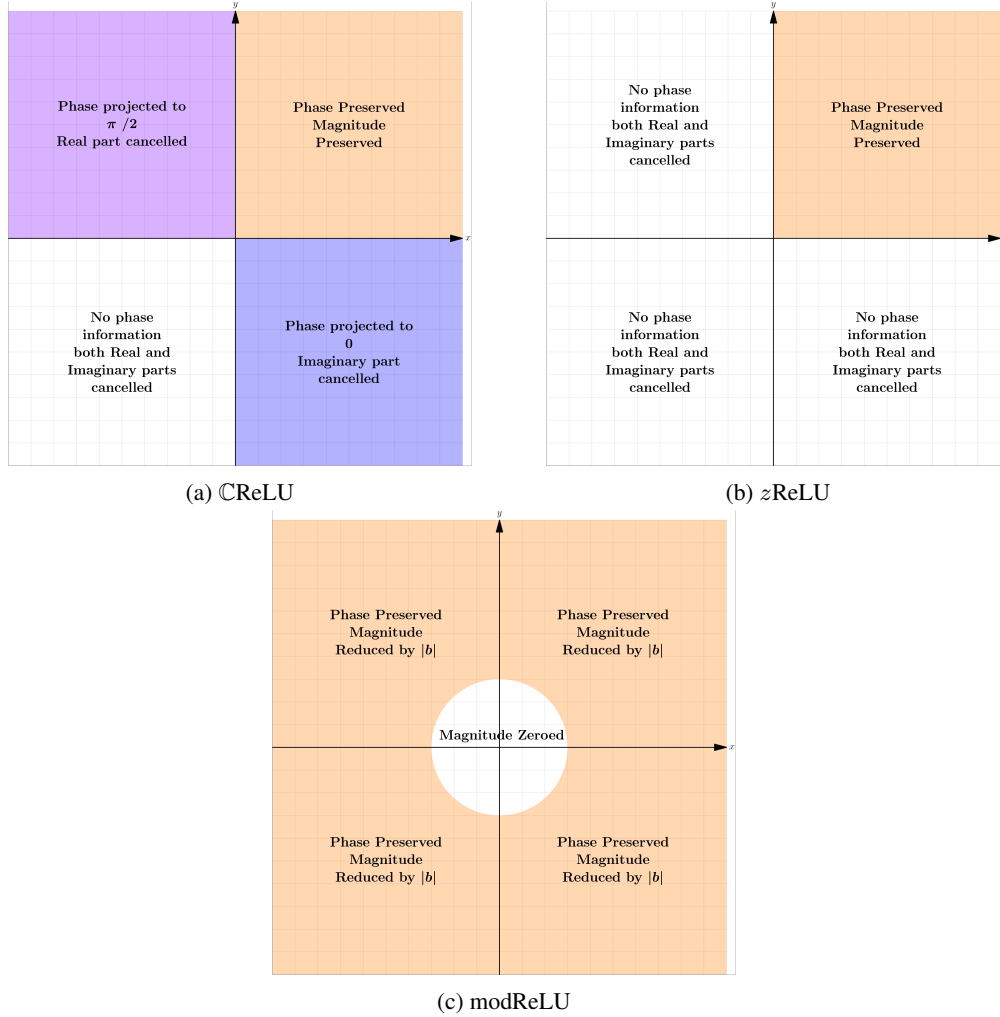 y
Phase projected to
π /2
Real part cancelled
Phase Preserved
Magnitude
Preserved
x
No phase
information
both Real and
Imaginary parts
cancelled
Phase projected to
0
Imaginary part
cancelled
(a) ℂReLU
y
No phase
information
both Real and
Imaginary parts
cancelled
Phase Preserved
Magnitude
Preserved
No phase
information
both Real and
Imaginary parts
cancelled
No phase
information
both Real and
Imaginary parts
cancelled
(b) zReLU
y
Phase Preserved
Magnitude
Reduced by |b|
Phase Preserved
Magnitude
Reduced by |b|
Magnitude Zeroed
x
Phase Preserved
Magnitude
Reduced by |b|
Phase Preserved
Magnitude
Reduced by |b|
(c) modReLU